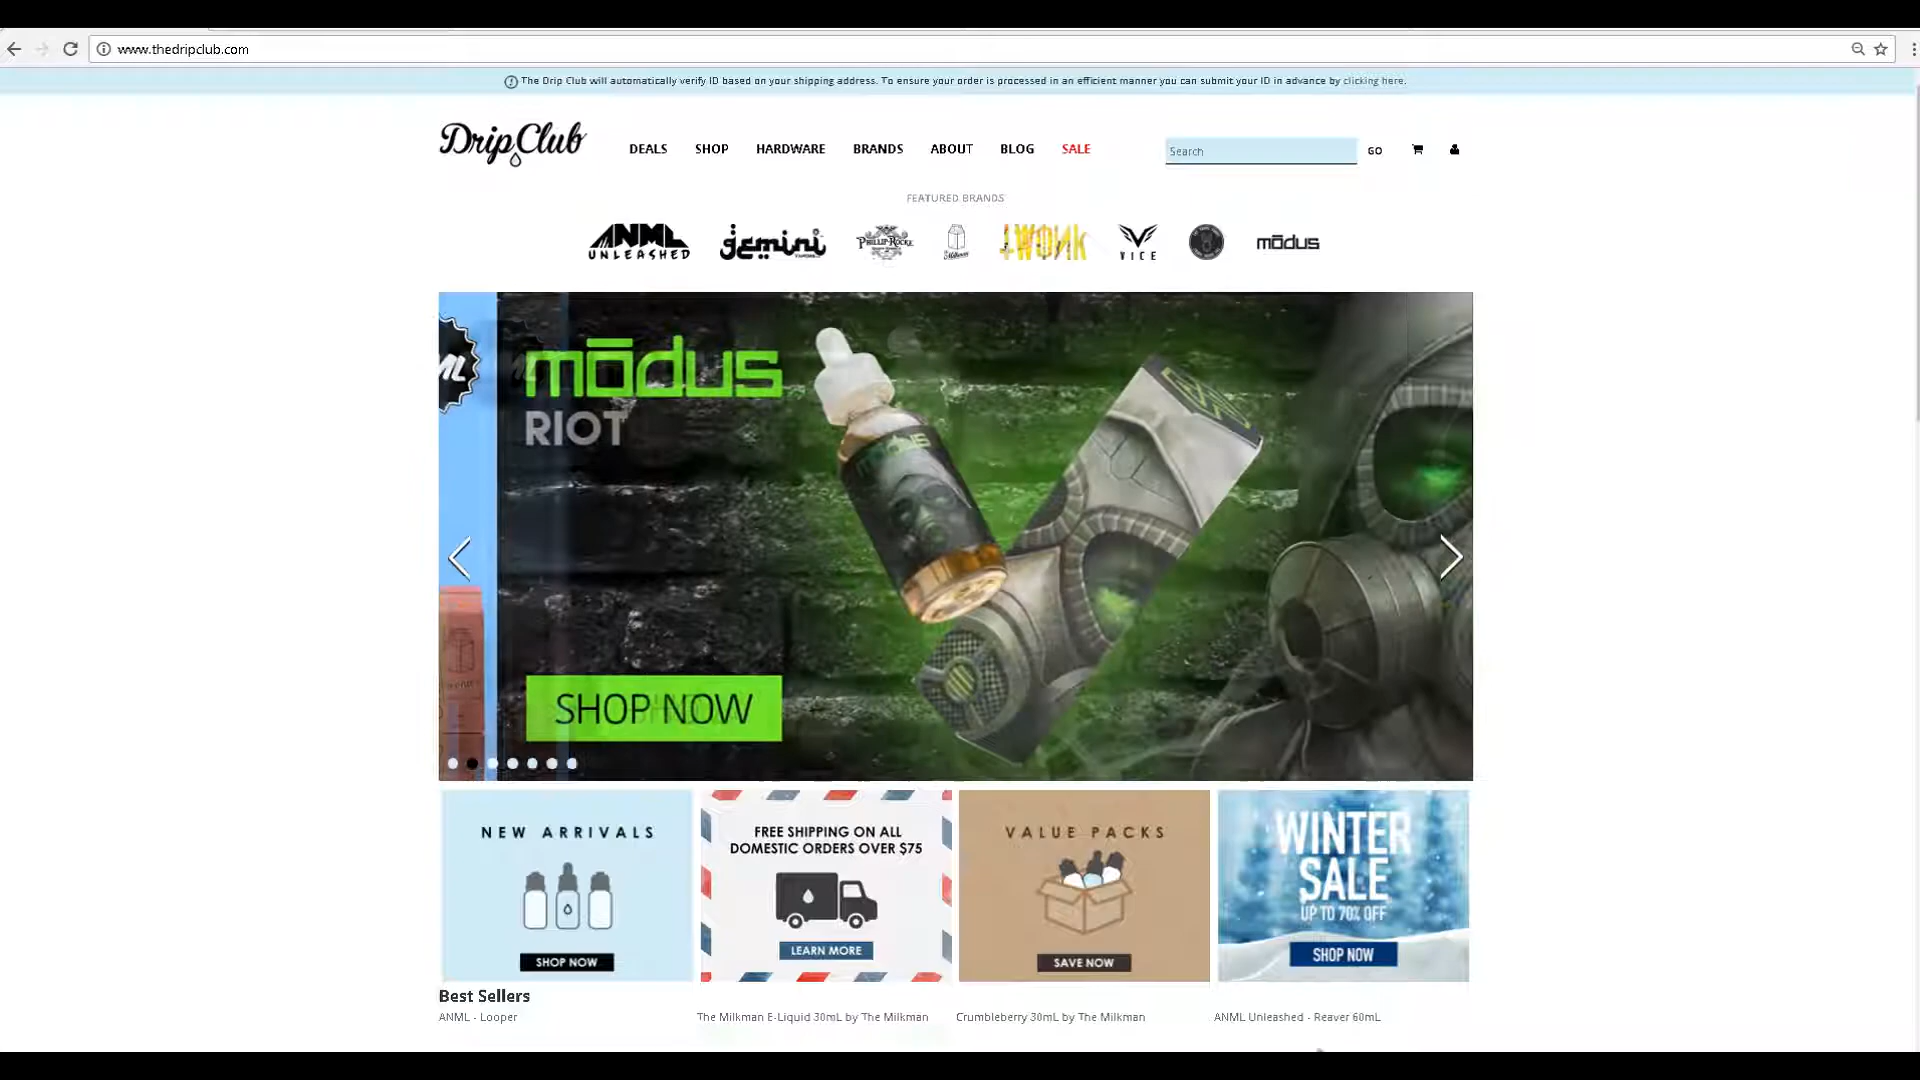 www.thedripclub.com
The Drip Club will automatically verify ID based on your shipping address. To ensure your order is processed in an efficient manner you can submit your ID in advance by clicking here.
Drip Club
DEALS SHOP HARDWARE BRANDS ABOUT BLOG SALE
Search
GO
FEATURED BRANDS
ANML UNLEASHED
gemini
PHILLIP ROCKE
TWONK
VICE
mōdus
mōdus
RIOT
SHOP NOW
NEW ARRIVALS
SHOP NOW
FREE SHIPPING ON ALL
DOMESTIC ORDERS OVER $75
LEARN MORE
VALUE PACKS
SAVE NOW
WINTER
SALE
UP TO 70% OFF
SHOP NOW
Best Sellers
ANML - Looper
The Milkman E-Liquid 30mL by The Milkman
Crumbleberry 30mL by The Milkman
ANML Unleashed - Reaver 60mL